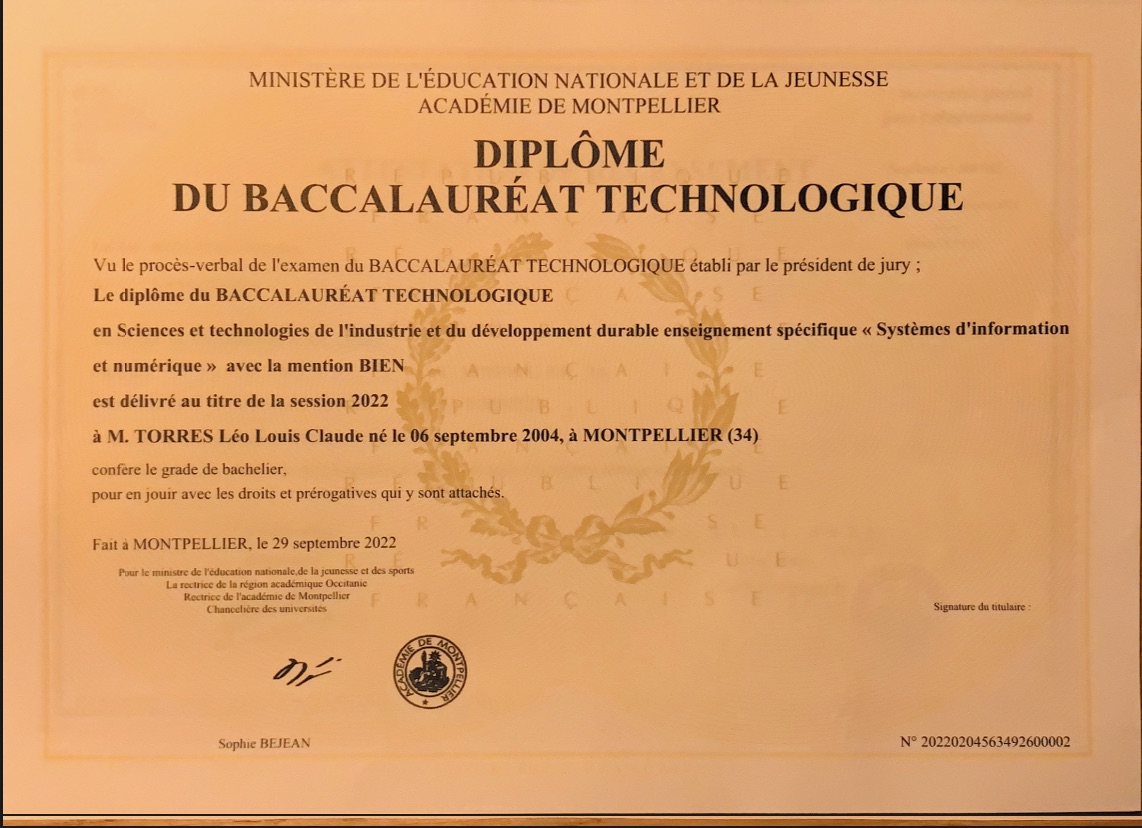 MINISTÈRE DE L'ÉDUCATION NATIONALE ET DE LA JEUNESSE
ACADÉMIE DE MONTPELLIER
DIPLÔME
DU BACCALAURÉAT TECHNOLOGIQUE
Vu le procès-verbal de l'examen du BACCALAURÉAT TECHNOLOGIQUE établi par le président de jury ;
Le diplôme du BACCALAURÉAT TECHNOLOGIQUE
en Sciences et technologies de l'industrie et du développement durable enseignement spécifique « Systèmes d'information
et numérique » avec la mention BIEN
est délivré au titre de la session 2022
à M. TORRES Léo Louis Claude né le 06 septembre 2004, à MONTPELLIER (34)
confère le grade de bachelier,
pour en jouir avec les droits et prérogatives qui y sont attachés.
Fait à MONTPELLIER, le 29 septembre 2022
Pour le ministre de l'éducation nationale,de la jeunesse et des sports
La rectrice de la région académique Occitanie
Rectrice de l'académie de Montpellier
Chancelière des universités
Signature du titulaire :
ACADÉMIE DE MONTPELLIER
Sophie BEJEAN
N° 20220204563492600002